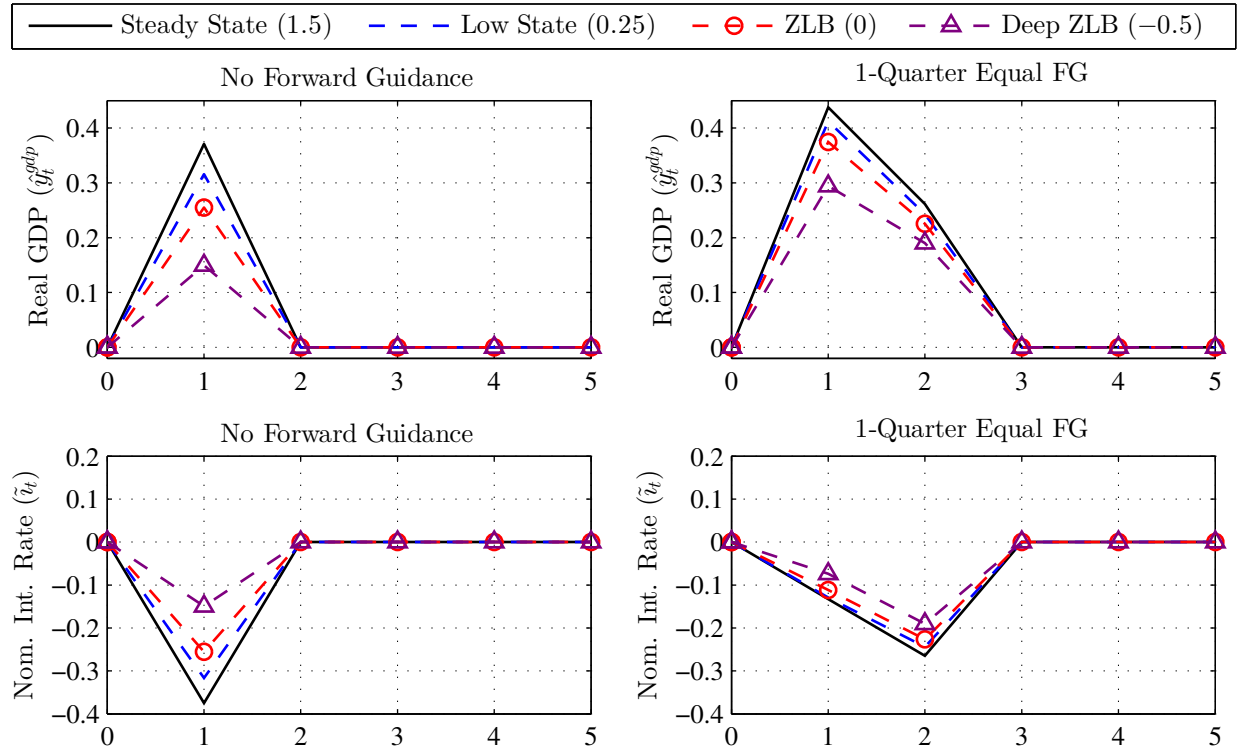 Steady State (1.5) Low State (0.25) ZLB (0) Deep ZLB (−0.5)
No Forward Guidance
Real GDP (ŷ_t^{gdp})
0.4
0.3
0.2
0.1
0
0 1 2 3 4 5
1-Quarter Equal FG
Real GDP (ŷ_t^{gdp})
0.4
0.3
0.2
0.1
0
0 1 2 3 4 5
No Forward Guidance
Nom. Int. Rate (ĩ_t)
0.2
0.1
0
−0.1
−0.2
−0.3
−0.4
0 1 2 3 4 5
1-Quarter Equal FG
Nom. Int. Rate (ĩ_t)
0.2
0.1
0
−0.1
−0.2
−0.3
−0.4
0 1 2 3 4 5